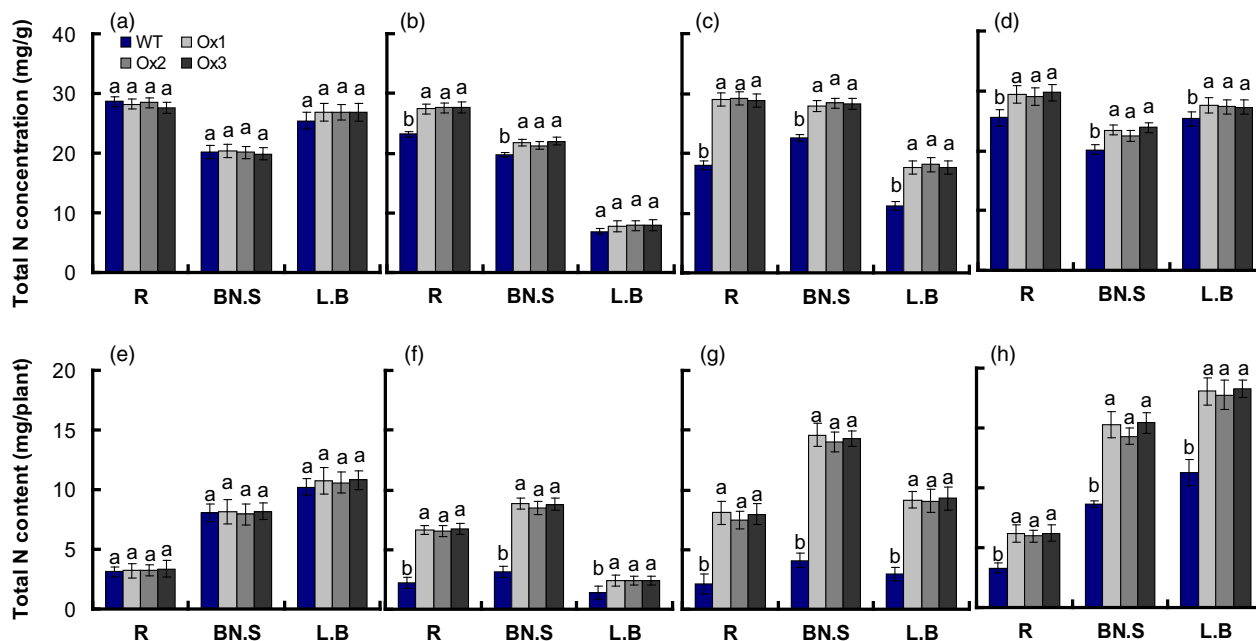 (a) (b) (c) (d)
WT Ox1
Ox2 Ox3
Total N concentration (mg/g)
40
30
20
10
0
a a a a a a a a a a a a
b a a a b a a a a a a a
b a a a b a a a b a a a
b a a a b a a a b a a a
R BN.S L.B R BN.S L.B R BN.S L.B R BN.S L.B
(e) (f) (g) (h)
Total N content (mg/plant)
20
15
10
5
0
a a a a a a a a a a a a
b a a a b a a a b a a a
b a a a b a a a b a a a
b a a a b a a a b a a a
R BN.S L.B R BN.S L.B R BN.S L.B R BN.S L.B